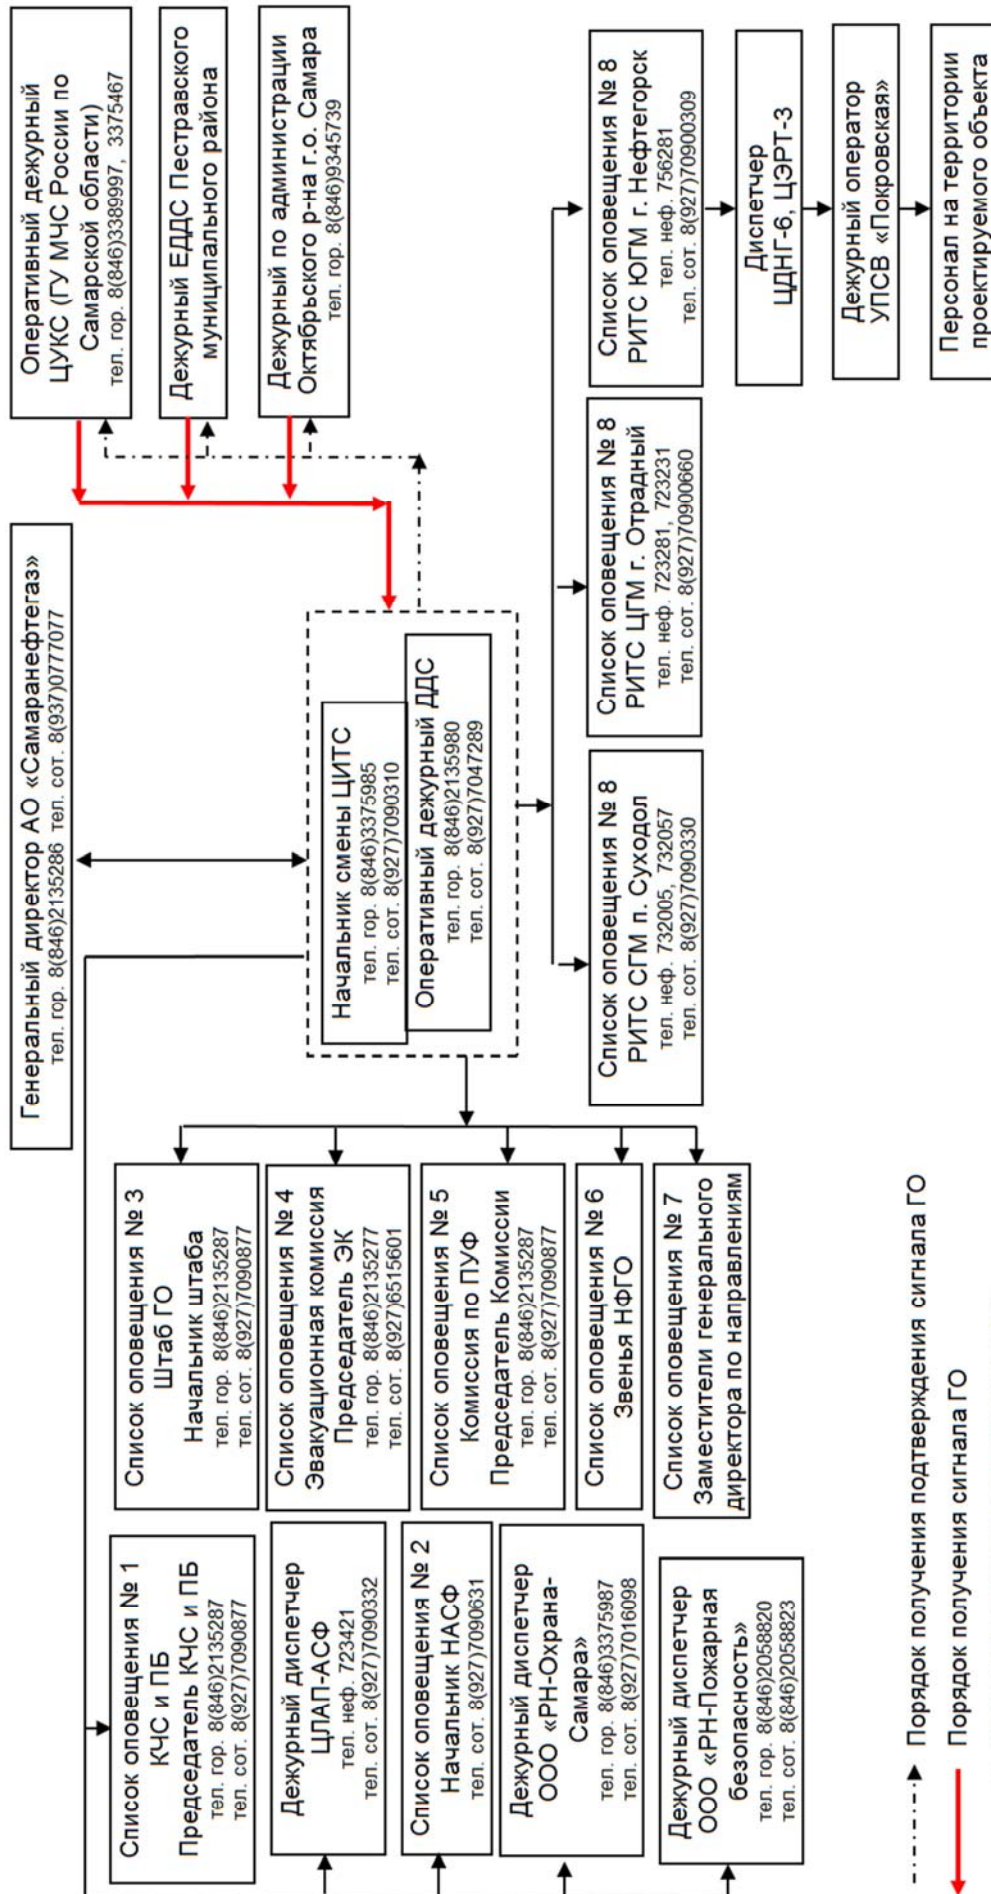 Генеральный директор АО «Самаранефтегаз»
тел. гор. 8(846)2135286 тел. сот. 8(937)0777077
Оперативный дежурный
ЦУКС (ГУ МЧС России по
Самарской области)
тел. гор. 8(846)3389997, 3375467
Дежурный ЕДДС Пестравского
муниципального район
Дежурный по администрации
Октябрьского р-на г.о. Самара
тел. гор. 8(846)9345739
Начальник смены ЦИТС
тел. гор. 8(846)3375985
тел. сот. 8(927)7090310
Оперативный дежурный ДДС
тел. гор. 8(846)2135980
тел. сот. 8(927)7047289
Список оповещения № 1
КЧС и ПБ
Председатель КЧС и ПБ
тел. гор. 8(846)2135287
тел. сот. 8(927)7090877
Дежурный диспетчер
ЦПАП-АСФ
тел. неф. 723421
тел. сот. 8(927)7090332
Список оповещения № 2
Начальник НАСФ
тел. сот. 8(927)7090631
Дежурный диспетчер
ООО «РН-Охрана-
Самара»
тел. гор. 8(846)3375987
тел. сот. 8(927)7016098
Дежурный диспетчер
ООО «РН-Пожарная
безопасность»
тел. гор. 8(846)2058820
тел. сот. 8(846)2058823
Список оповещения № 3
Штаб ГО
Начальник штаба
тел. гор. 8(846)2135287
тел. сот. 8(927)7090877
Список оповещения № 4
Эвакуационная комиссия
Председатель ЭК
тел. гор. 8(846)2135277
тел. сот. 8(927)6515601
Список оповещения № 5
Комиссия по ПУФ
Председатель Комиссии
тел. гор. 8(846)2135287
тел. сот. 8(927)7090877
Список оповещения № 6
Звенья НФГО
Список оповещения № 7
Заместители генерального
директора по направлениям
Список оповещения № 8
РИТС СГМ п. Суходол
тел. неф. 732005, 732057
тел. сот. 8(927)7090330
Список оповещения № 8
РИТС ЦГМ г. Отрадный
тел. неф. 723281, 723231
тел. сот. 8(927)70900660
Список оповещения № 8
РИТС ЮГМ г. Нефтегорск
тел. неф. 756281
тел. сот. 8(927)70900309
Диспетчер
ЦДНГ-6, ЦЭРТ-3
Дежурный оператор
УПСВ «Покровская»
Персонал на территории
проектируемого объекта
Порядок получения подтверждения сигнала ГО
Порядок получения сигнала ГО